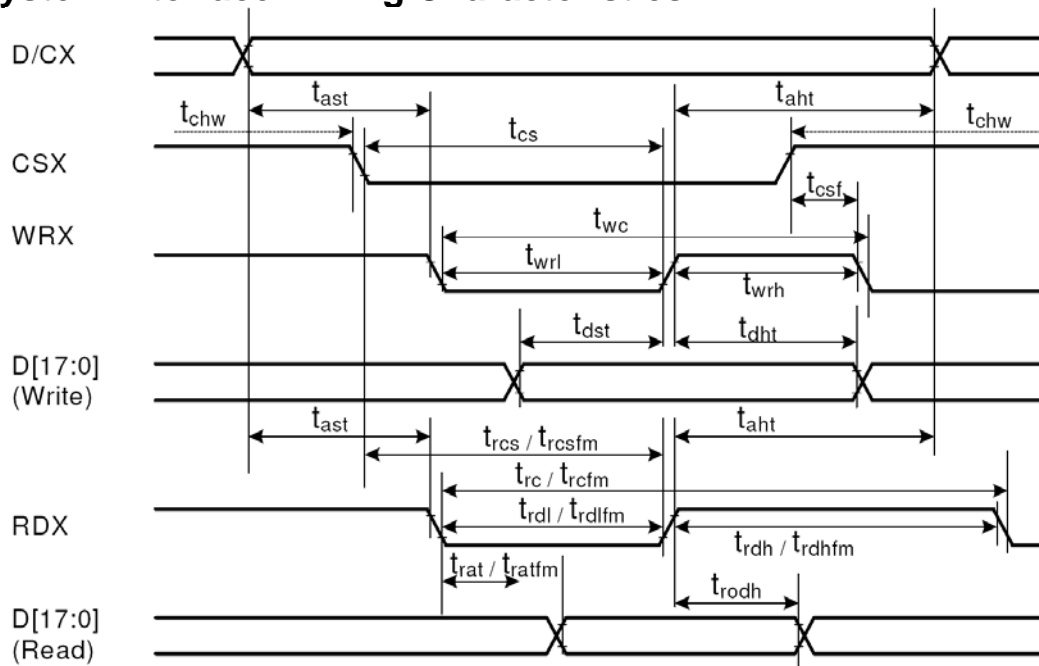 D/CX
tast
taht
tchw
tchw
tcs
CSX
tcsf
WRX
twc
twrl
twrh
tdst
tdht
D[17:0]
(Write)
tast
taht
trcs / trcsfm
trc / trcfm
trdl / trdlfm
RDX
trdh / trdhfm
trat / tratfm
trodh
D[17:0]
(Read)